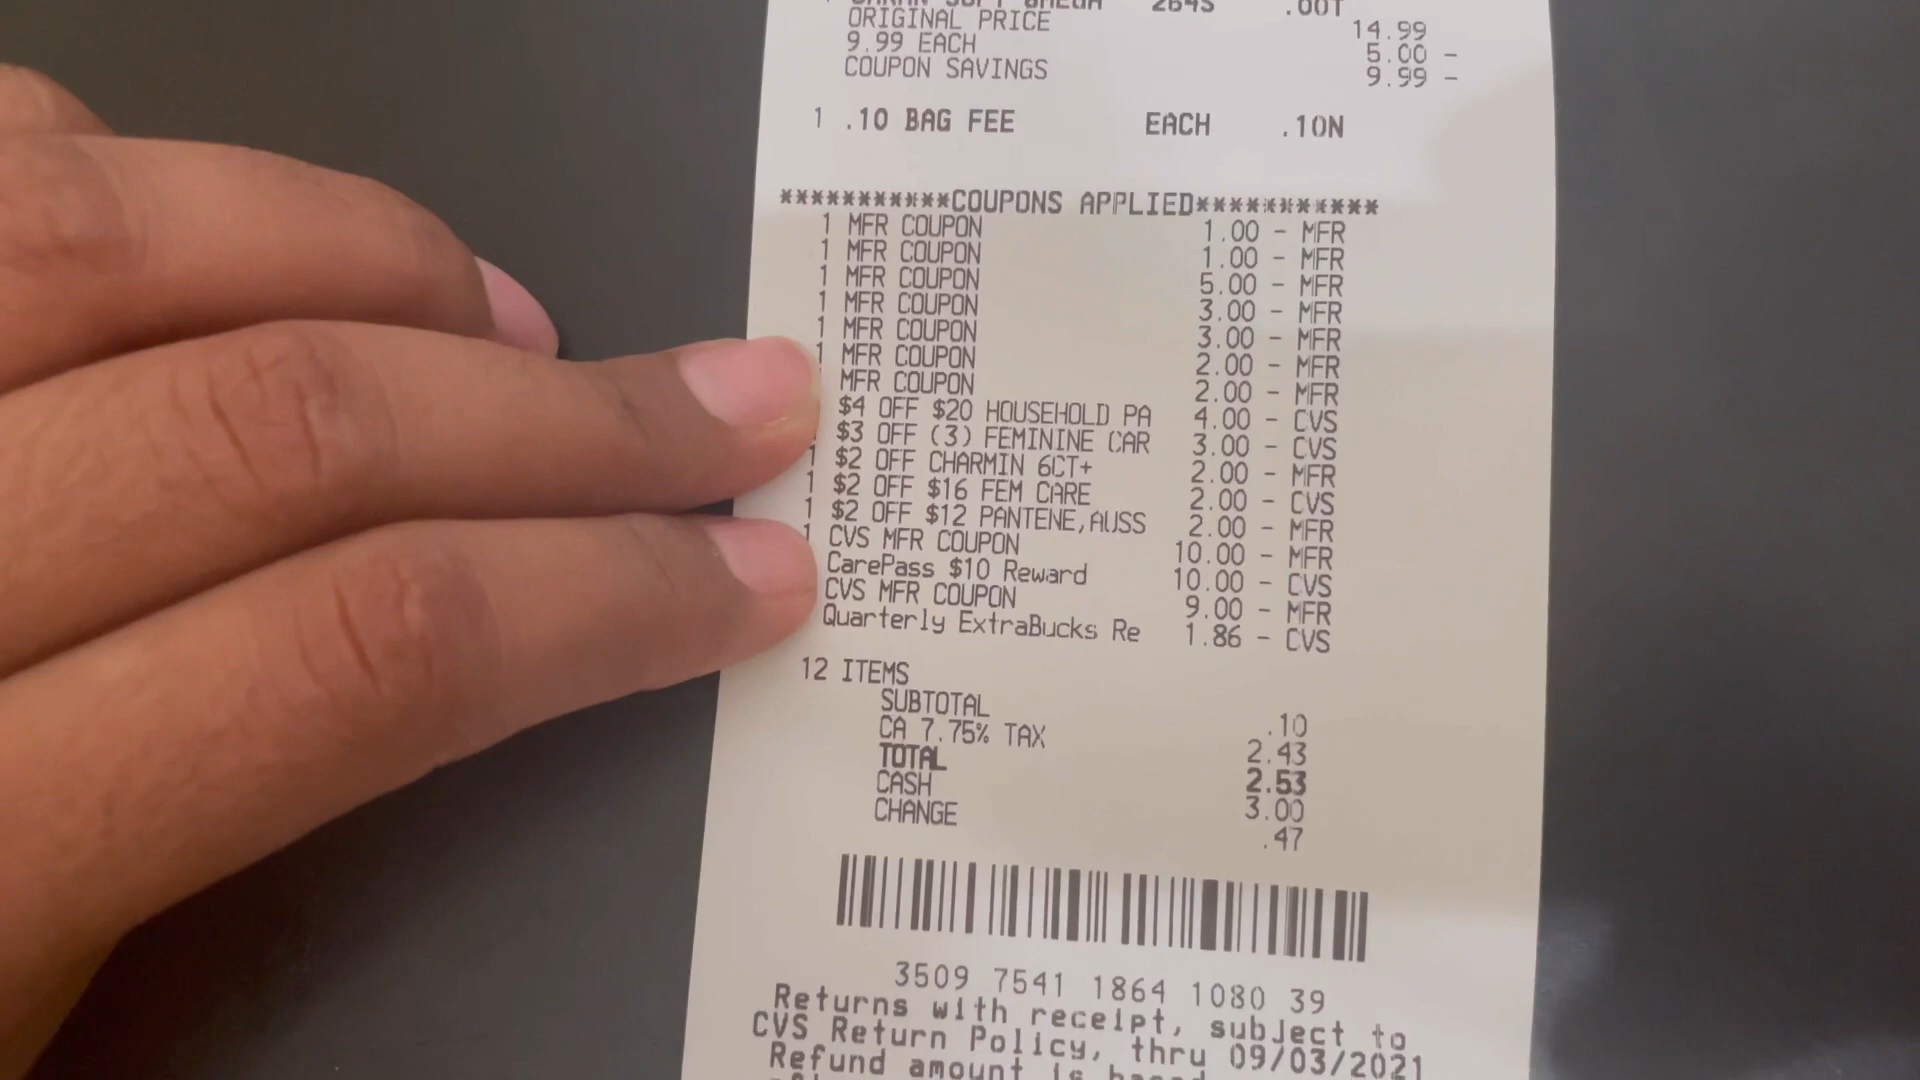 264S .00T
ORIGINAL PRICE 14.99
9.99 EACH 5.00 -
COUPON SAVINGS 9.99 -
1 .10 BAG FEE EACH .10N
***********COUPONS APPLIED************
1 MFR COUPON 1.00 - MFR
1 MFR COUPON 1.00 - MFR
1 MFR COUPON 5.00 - MFR
1 MFR COUPON 3.00 - MFR
1 MFR COUPON 3.00 - MFR
1 MFR COUPON 2.00 - MFR
MFR COUPON 2.00 - MFR
$4 OFF $20 HOUSEHOLD PA 4.00 - CVS
$3 OFF (3) FEMININE CAR 3.00 - CVS
1 $2 OFF CHARMIN 6CT+ 2.00 - MFR
1 $2 OFF $16 FEM CARE 2.00 - CVS
1 $2 OFF $12 PANTENE,AUSS 2.00 - MFR
1 CVS MFR COUPON 10.00 - MFR
CarePass $10 Reward 10.00 - CVS
CVS MFR COUPON 9.00 - MFR
Quarterly ExtraBucks Re 1.86 - CVS
12 ITEMS
SUBTOTAL .10
CA 7.75% TAX 2.43
TOTAL 2.53
CASH 3.00
CHANGE .47
3509 7541 1864 1080 39
Returns with receipt, subject to
CVS Return Policy, thru 09/03/2021
Refund amount is